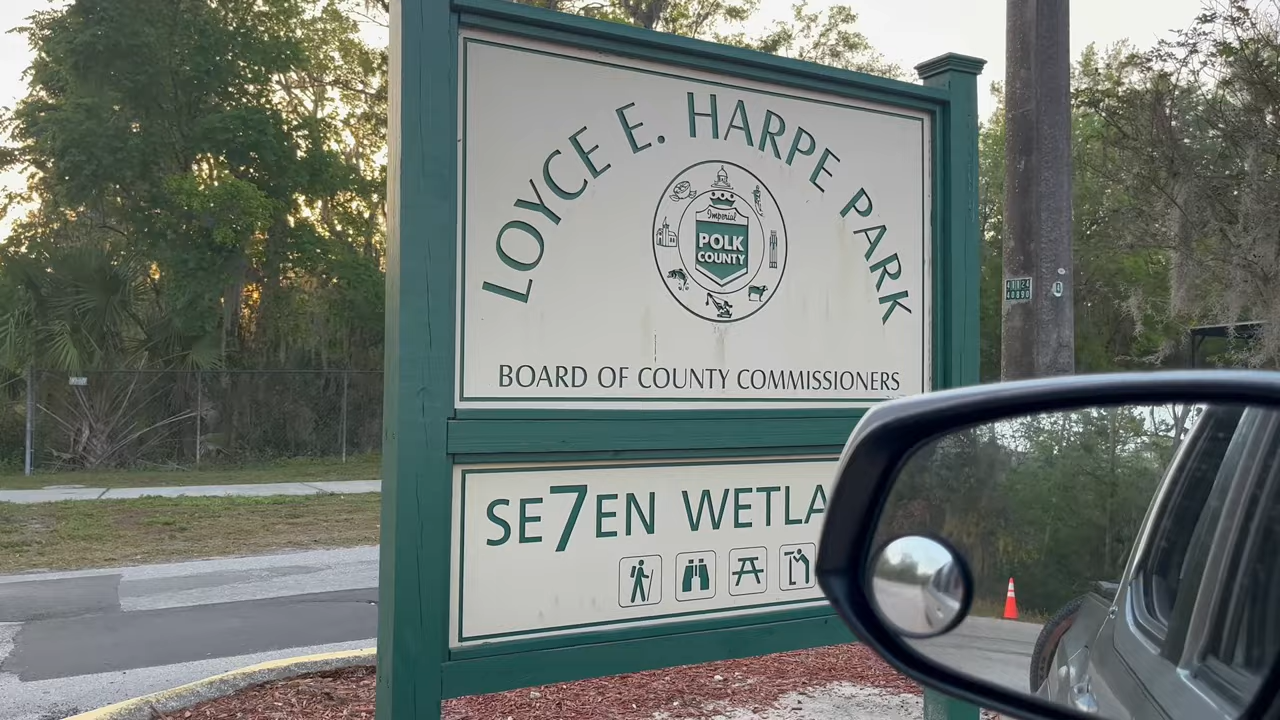 LOYCE E. HARPE PARK
Imperial
POLK
COUNTY
BOARD OF COUNTY COMMISSIONERS
SE7EN WETLA